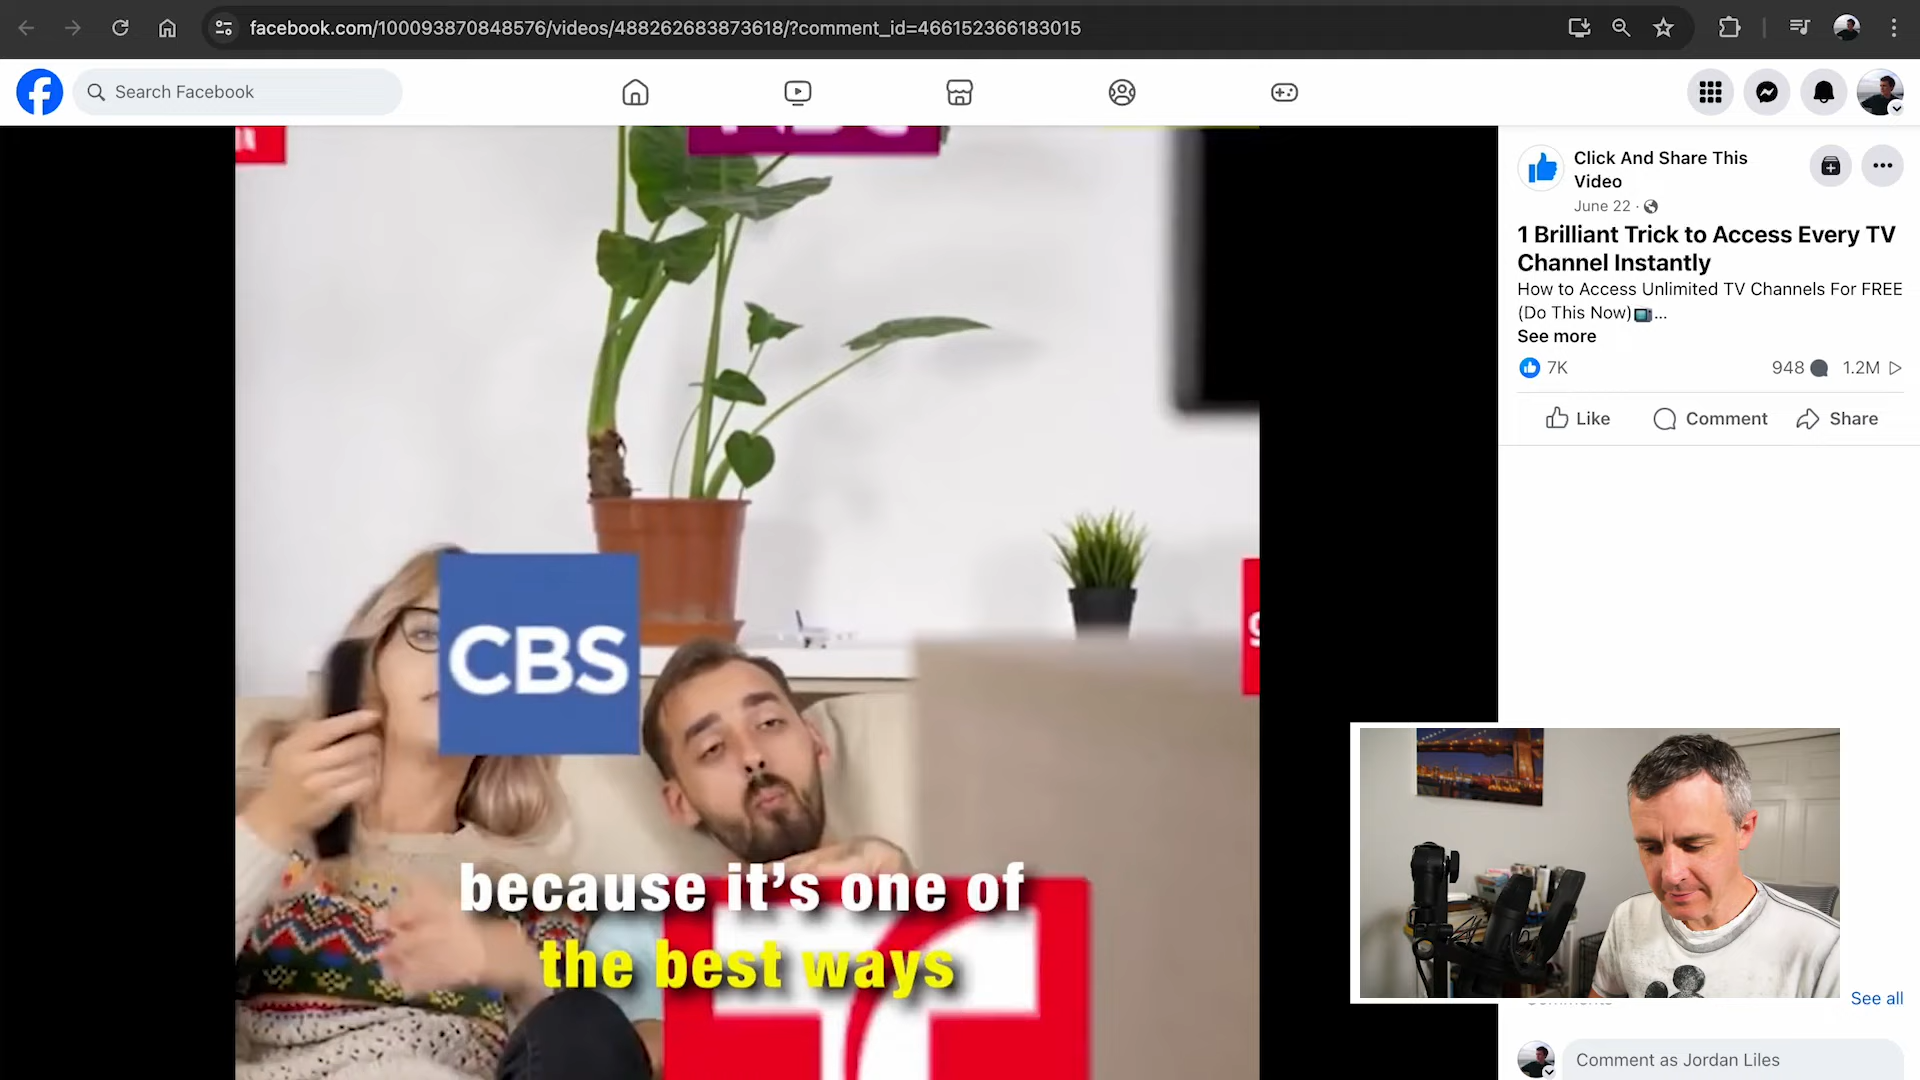 facebook.com/100093870848576/videos/488262683873618/?comment_id=466152366183015
Search Facebook
Click And Share This
Video
June 22 ·
1 Brilliant Trick to Access Every TV
Channel Instantly
How to Access Unlimited TV Channels For FREE
(Do This Now)📺...
See more
7K
948
1.2M
Like
Comment
Share
CBS
because it's one of
the best ways
See all
Comment as Jordan Liles